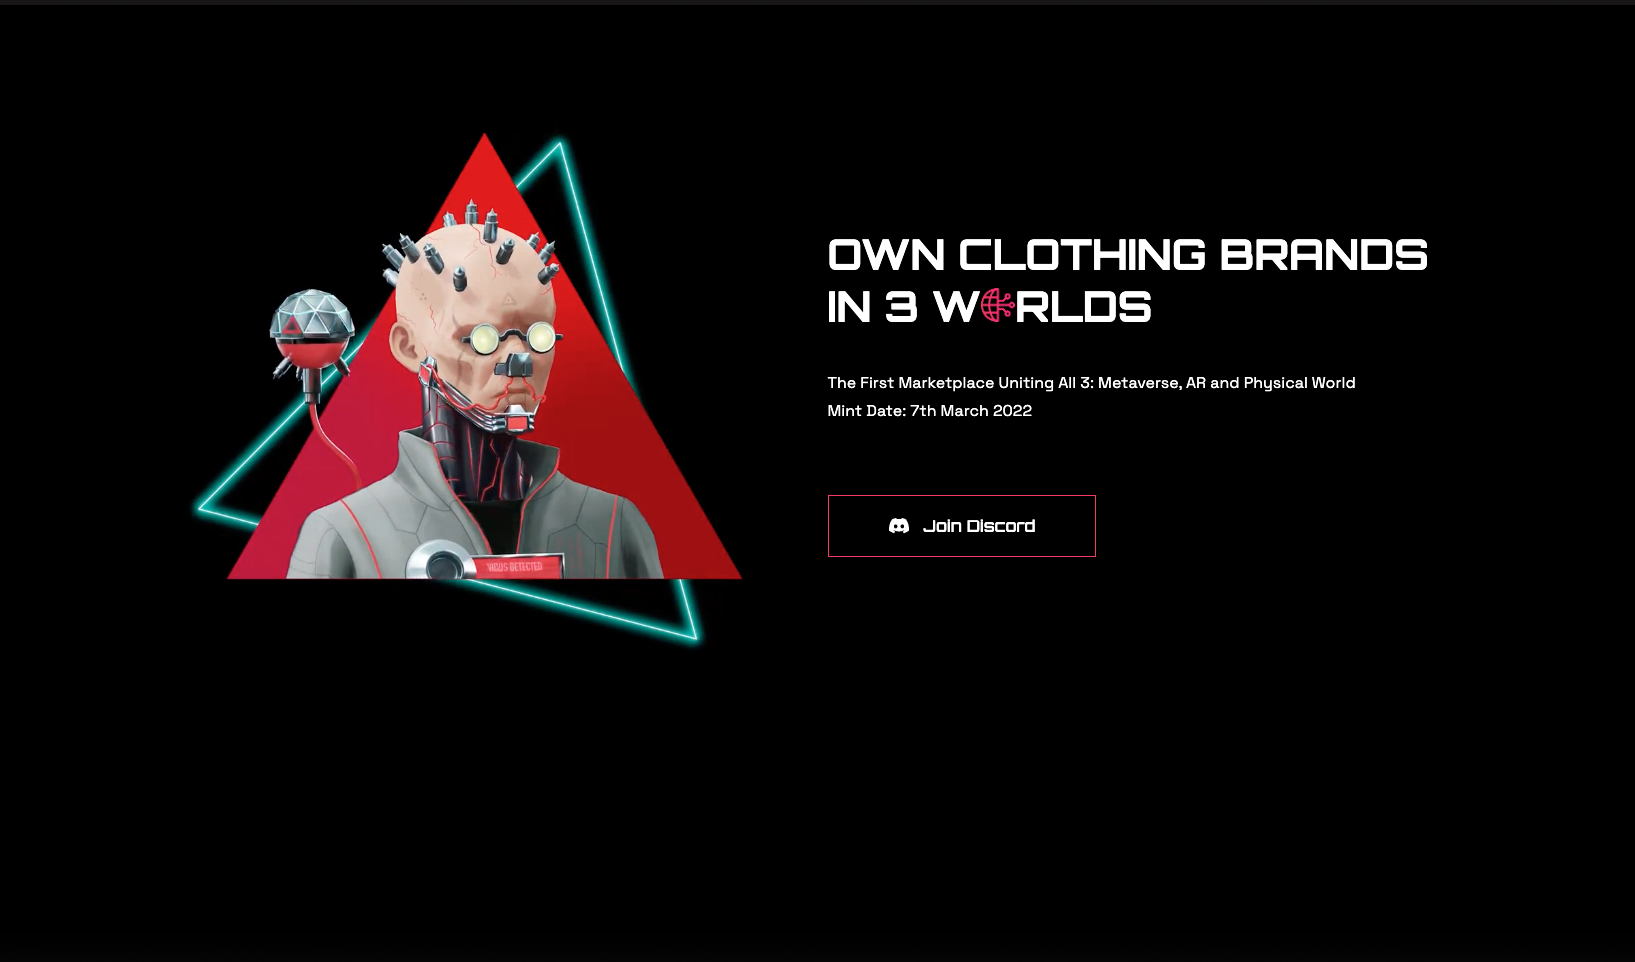 OWN CLOTHING BRANDS
IN 3 WORLDS
The First Marketplace Uniting All 3: Metaverse, AR and Physical World
Mint Date: 7th March 2022
Join Discord
VIRUS DETECTED